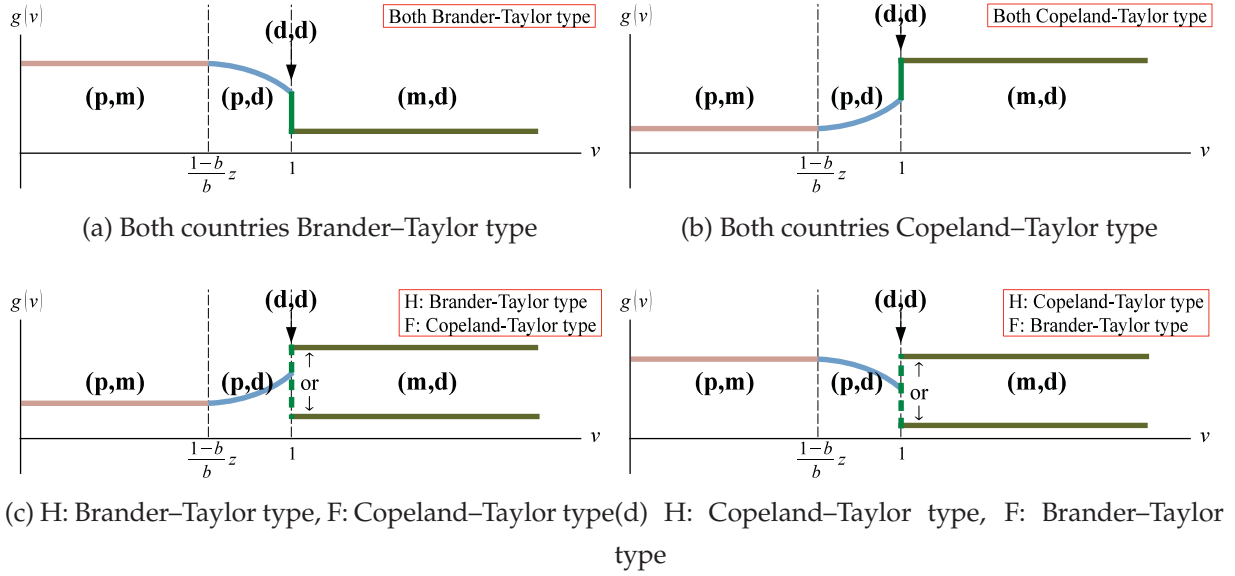 g(v)
(d,d)
Both Brander-Taylor type
(p,m)
(p,d)
(m,d)
1−b
b
z
1
v
(a) Both countries Brander–Taylor type
g(v)
(d,d)
Both Copeland-Taylor type
(p,m)
(p,d)
(m,d)
1−b
b
z
1
v
(b) Both countries Copeland–Taylor type
g(v)
(d,d)
H: Brander-Taylor type
F: Copeland-Taylor type
(p,m)
(p,d)
↑
or
↓
(m,d)
1−b
b
z
1
v
(c) H: Brander–Taylor type, F: Copeland–Taylor type
g(v)
(d,d)
H: Copeland-Taylor type
F: Brander-Taylor type
(p,m)
(p,d)
↑
or
↓
(m,d)
1−b
b
z
1
v
(d) H: Copeland–Taylor type, F: Brander–Taylor
type